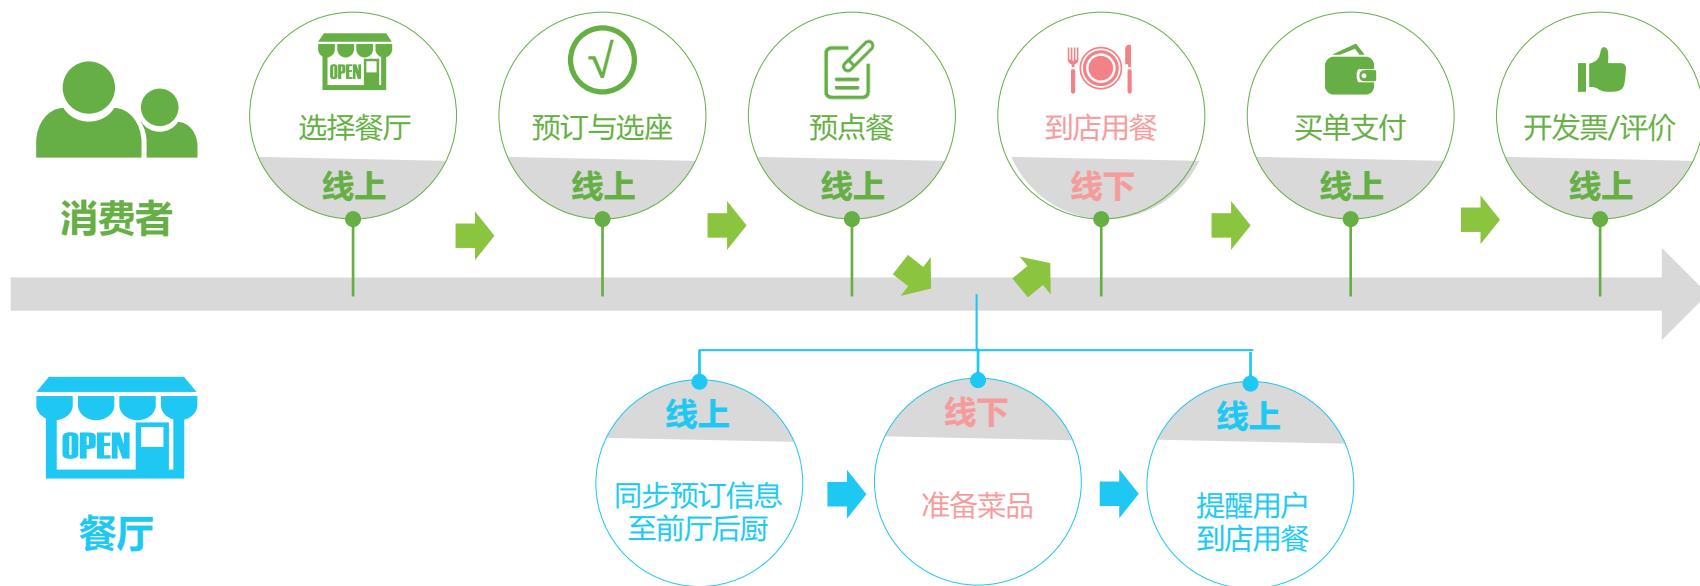 OPEN
选择餐厅
线上
√
预订与选座
线上
预点餐
线上
到店用餐
线下
买单支付
线上
开发票/评价
线上
消费者
OPEN
餐厅
线上
同步预订信息
至前厅后厨
线下
准备菜品
线上
提醒用户
到店用餐